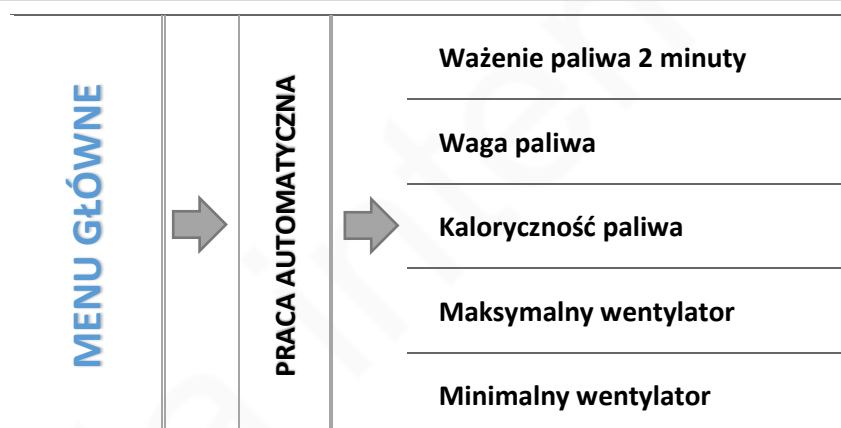 MENU GŁÓWNE
PRACA AUTOMATYCZNA
Ważenie paliwa 2 minuty
Waga paliwa
Kaloryczność paliwa
Maksymalny wentylator
Minimalny wentylator